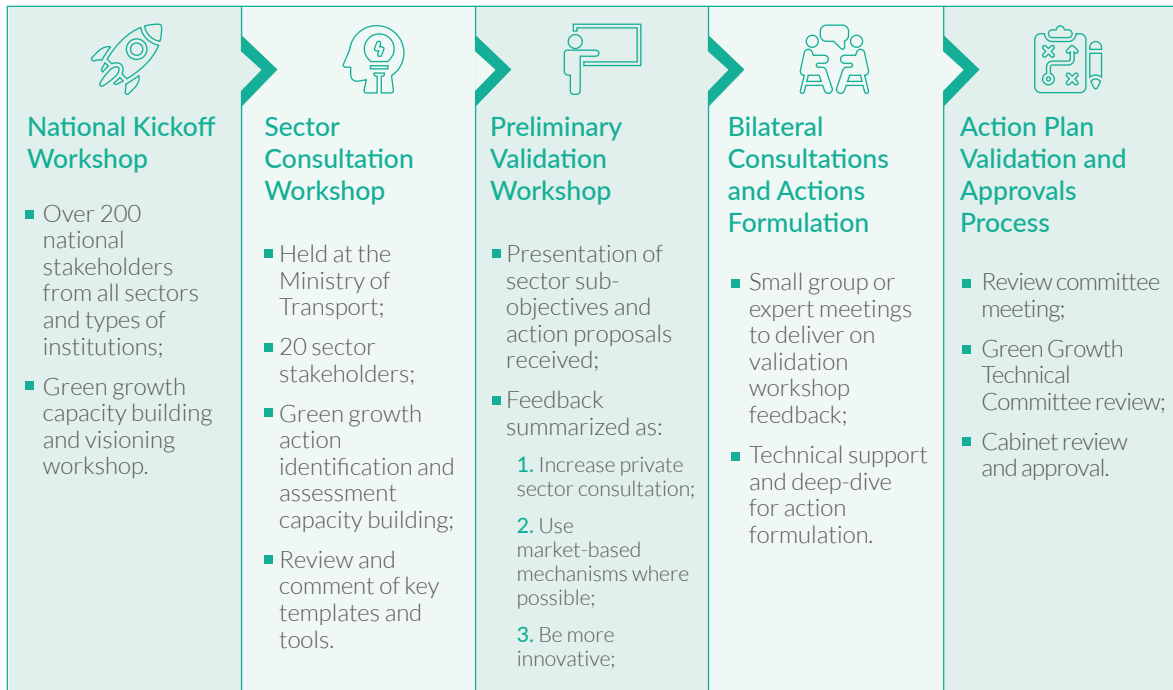 National Kickoff
Workshop
Over 200
national
stakeholders
from all sectors
and types of
institutions;
Green growth
capacity building
and visioning
workshop.
Sector
Consultation
Workshop
Held at the
Ministry of
Transport;
20 sector
stakeholders;
Green growth
action
identification and
assessment
capacity building;
Review and
comment of key
templates and
tools.
Preliminary
Validation
Workshop
Presentation of
sector sub-
objectives and
action proposals
received;
Feedback
summarized as:
1. Increase private
sector consultation;
2. Use
market-based
mechanisms where
possible;
3. Be more
innovative;
Bilateral
Consultations
and Actions
Formulation
Small group or
expert meetings
to deliver on
validation
workshop
feedback;
Technical support
and deep-dive
for action
formulation.
Action Plan
Validation and
Approvals
Process
Review committee
meeting;
Green Growth
Technical
Committee review;
Cabinet review
and approval.